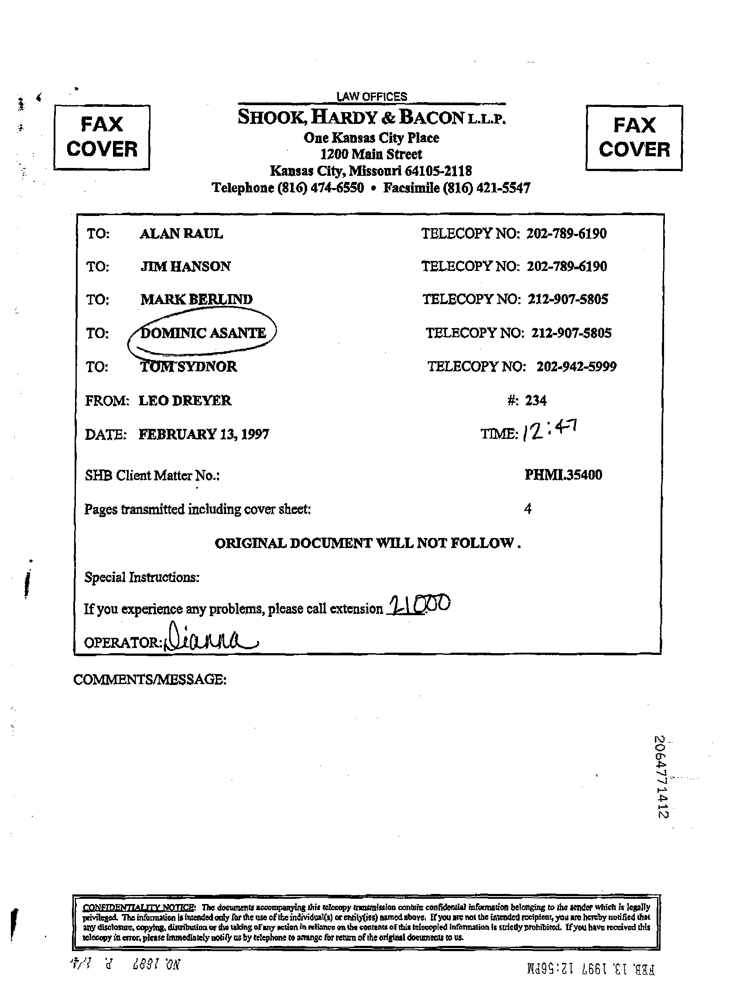 LAW OFFICES
SHOOK, HARDY & BACON L.L.P.
One Kansas City Place
1200 Main Street
Kansas City, Missouri 64105-2118
Telephone (816) 474-6550 • Facsimile (816) 421-5547
FAX
COVER
FAX
COVER
TO: ALAN RAUL TELECOPY NO: 202-789-6190
TO: JIM HANSON TELECOPY NO: 202-789-6190
TO: MARK BERLIND TELECOPY NO: 212-907-5805
TO: DOMINIC ASANTE TELECOPY NO: 212-907-5805
TO: TOM SYDNOR TELECOPY NO: 202-942-5999
FROM: LEO DREYER #: 234
DATE: FEBRUARY 13, 1997 TIME: 12:47
SHB Client Matter No.: PHMI.35400
Pages transmitted including cover sheet: 4
ORIGINAL DOCUMENT WILL NOT FOLLOW.
Special Instructions:
If you experience any problems, please call extension 21000
OPERATOR: Dianna
COMMENTS/MESSAGE:
2064771412
CONFIDENTIALITY NOTICE: The documents accompanying this telecopy transmission contain confidential information belonging to the sender which is legally
privileged. The information is intended only for the use of the individual(s) or entity(ies) named above. If you are not the intended recipient, you are hereby notified that
any disclosure, copying, distribution or the taking of any action in reliance on the contents of this telecopied information is strictly prohibited. If you have received this
telecopy in error, please immediately notify us by telephone to arrange for return of the original documents to us.
FEB. 13. 1997 12:56PM NO. 1687 P. 1/4